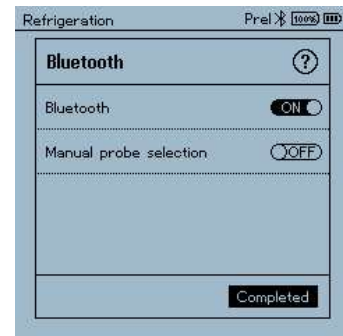 Refrigeration Prel 100%
Bluetooth ?
Bluetooth ON
Manual probe selection OFF
Completed